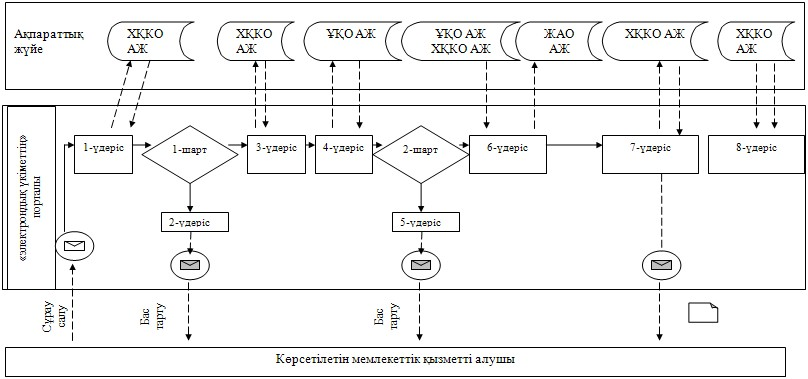 Ақпараттық
жүйе
ХҚКО
АЖ
ХҚКО
АЖ
ҰҚО АЖ
ҰҚО АЖ
ХҚКО АЖ
ЖАО
АЖ
ХҚКО АЖ
ХҚКО
АЖ
«электрондық үкіметтің»
порталы
1-үдеріс
1-шарт
3-үдеріс
4-үдеріс
2-шарт
6-үдеріс
7-үдеріс
8-үдеріс
2-үдеріс
5-үдеріс
Сұрау
салу
Бас
тарту
Бас
тарту
Көрсетілетін мемлекеттік қызметті алушы